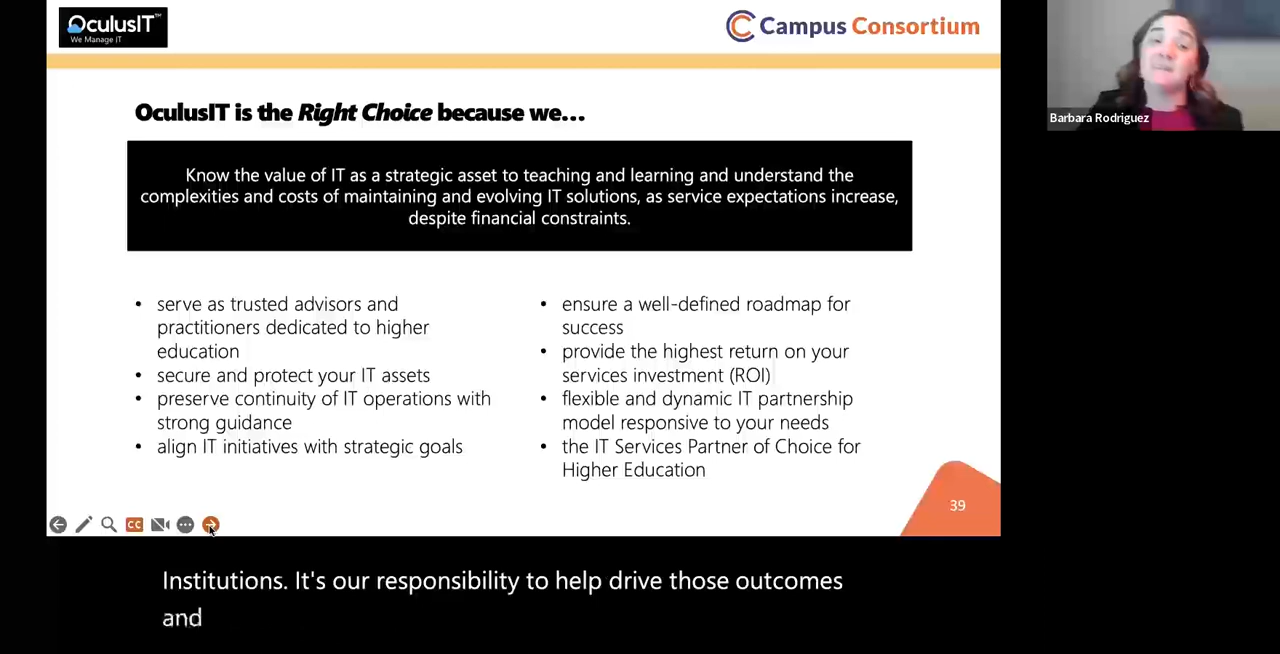 OculusIT™
We Manage IT
Campus Consortium
Barbara Rodriguez
OculusIT is the Right Choice because we...
Know the value of IT as a strategic asset to teaching and learning and understand the
complexities and costs of maintaining and evolving IT solutions, as service expectations increase,
despite financial constraints.
• serve as trusted advisors and
practitioners dedicated to higher
education
• secure and protect your IT assets
• preserve continuity of IT operations with
strong guidance
• align IT initiatives with strategic goals
• ensure a well-defined roadmap for
success
• provide the highest return on your
services investment (ROI)
• flexible and dynamic IT partnership
model responsive to your needs
• the IT Services Partner of Choice for
Higher Education
39
CC
Institutions. It's our responsibility to help drive those outcomes
and